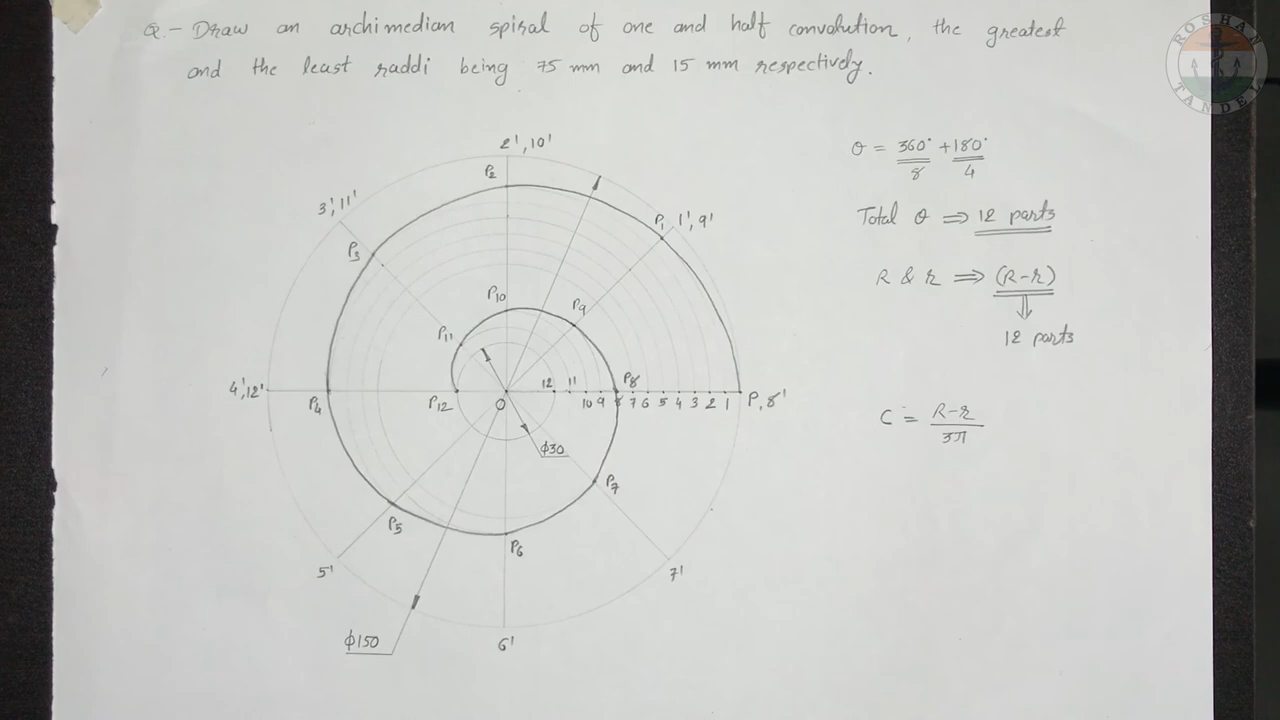 Q.- Draw an archimedian spiral of one and half convolution, the greatest
and the least raddi being 75 mm and 15 mm respectively.
ROSHAN
TANDEL
θ = 360°/8 + 180°/4
Total θ ⇒ 12 parts
R & r ⇒ (R-r)
⇓
12 parts
C = R-r/3π
2', 10'
P2
3', 11'
P1 1', 9'
P3
P10
P9
P11
4', 12'
P4
P12
O
12 11 10 9 8 7 6 5 4 3 2 1
P8
P, 8'
ϕ30
P7
P5
P6
5'
7'
ϕ150
6'